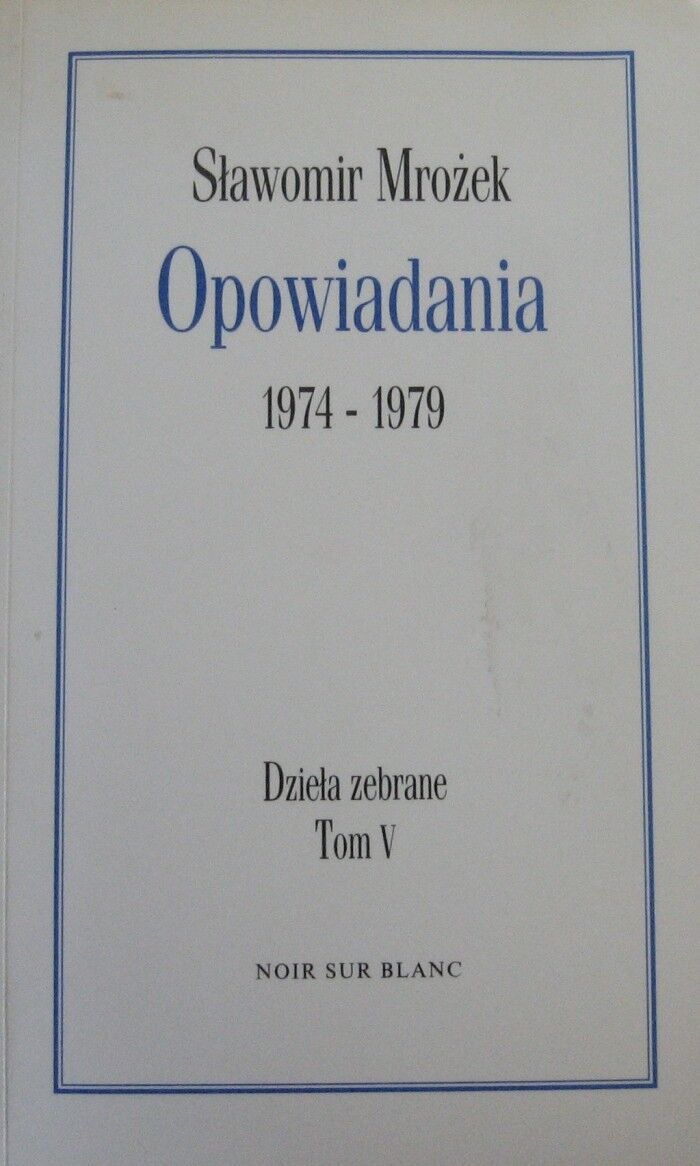 Sławomir Mrożek
Opowiadania
1974 - 1979
Dzieła zebrane
Tom V
NOIR SUR BLANC